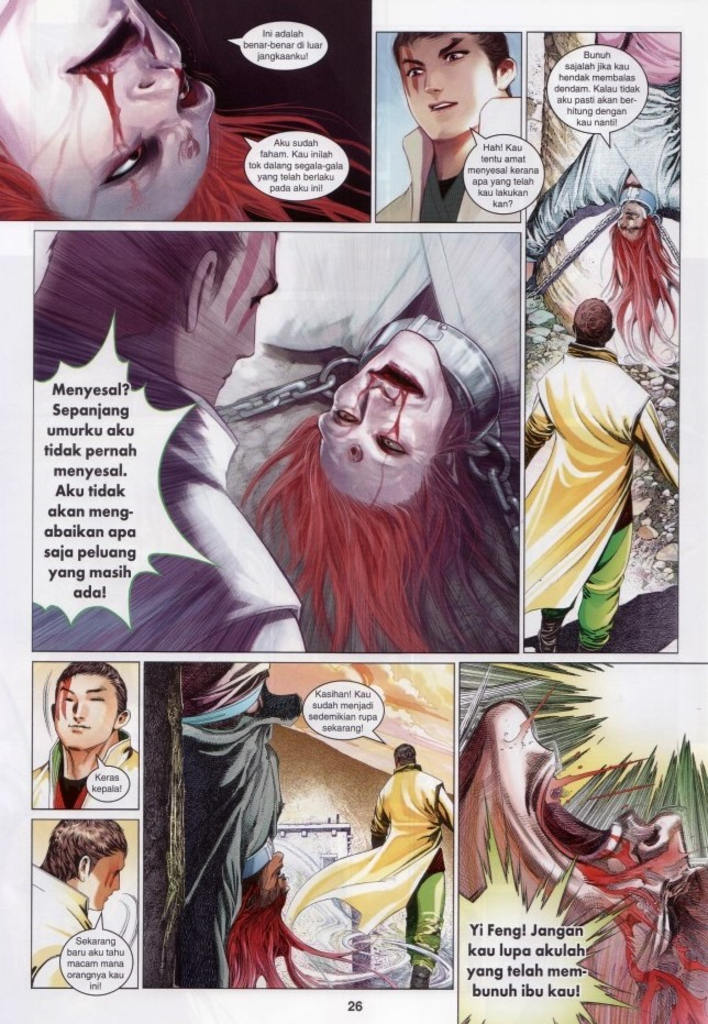 Ini adalah
benar-benar di luar
jangkaanku!
Aku sudah
faham. Kau inilah
tok dalang segala-gala
yang telah berlaku
pada aku ini!
Hah! Kau
tentu amat
menyesal kerana
apa yang telah
kau lakukan
kan?
Bunuh
sajalah jika kau
hendak membalas
dendam. Kalau tidak
aku pasti akan ber-
hitung dengan
kau nanti!
Menyesal?
Sepanjang
umurku aku
tidak pernah
menyesal.
Aku tidak
akan meng-
abaikan apa
saja peluang
yang masih
ada!
Keras
kepala!
Sekarang
baru aku tahu
macam mana
orangnya kau
ini!
Kasihan! Kau
sudah menjadi
sedemikian rupa
sekarang!
Yi Feng! Jangan
kau lupa akulah
yang telah mem-
bunuh ibu kau!
26